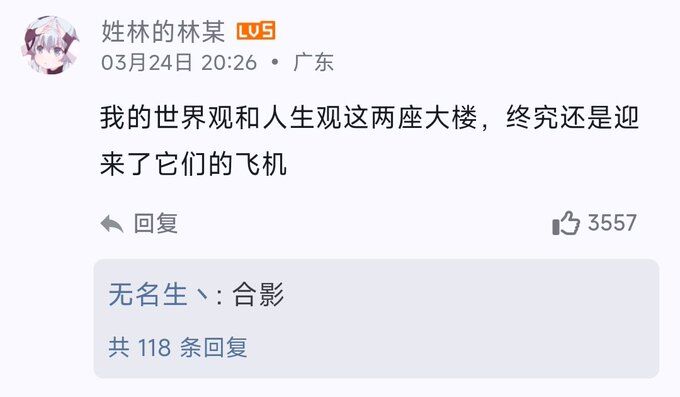 姓林的林某 LV5
03月24日 20:26 • 广东
我的世界观和人生观这两座大楼，终究还是迎
来了它们的飞机
回复 3557
无名生丶: 合影
共 118 条回复